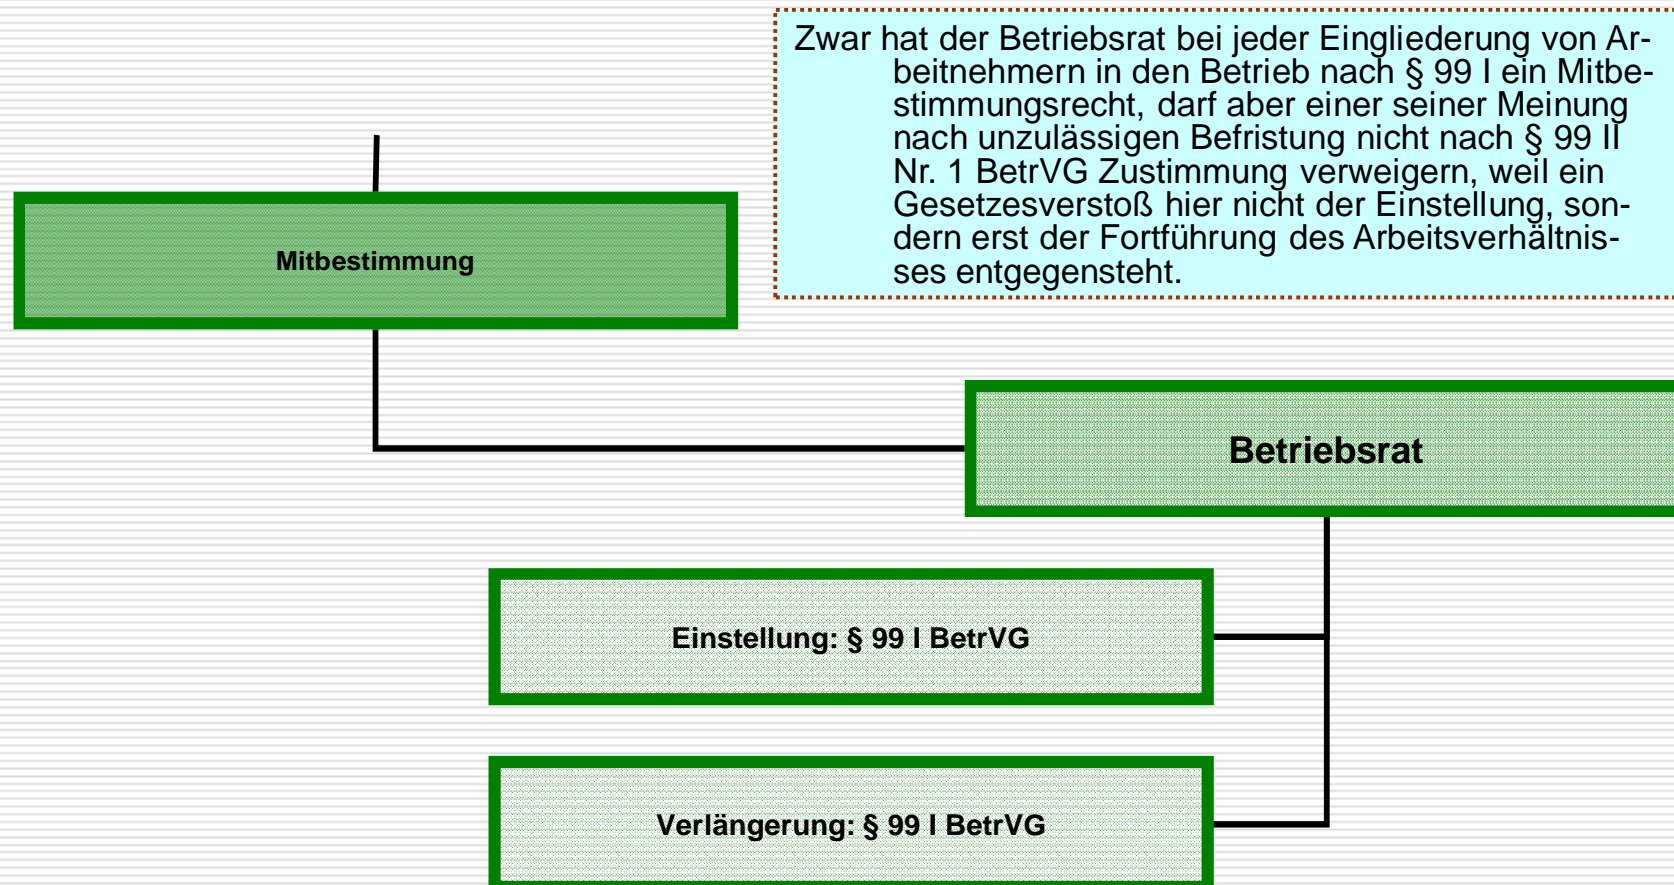 Zwar hat der Betriebsrat bei jeder Eingliederung von Ar-
beitnehmern in den Betrieb nach § 99 I ein Mitbe-
stimmungsrecht, darf aber einer seiner Meinung
nach unzulässigen Befristung nicht nach § 99 II
Nr. 1 BetrVG Zustimmung verweigern, weil ein
Gesetzesverstoß hier nicht der Einstellung, son-
dern erst der Fortführung des Arbeitsverhältnis-
ses entgegensteht.
Mitbestimmung
Betriebsrat
Einstellung: § 99 I BetrVG
Verlängerung: § 99 I BetrVG